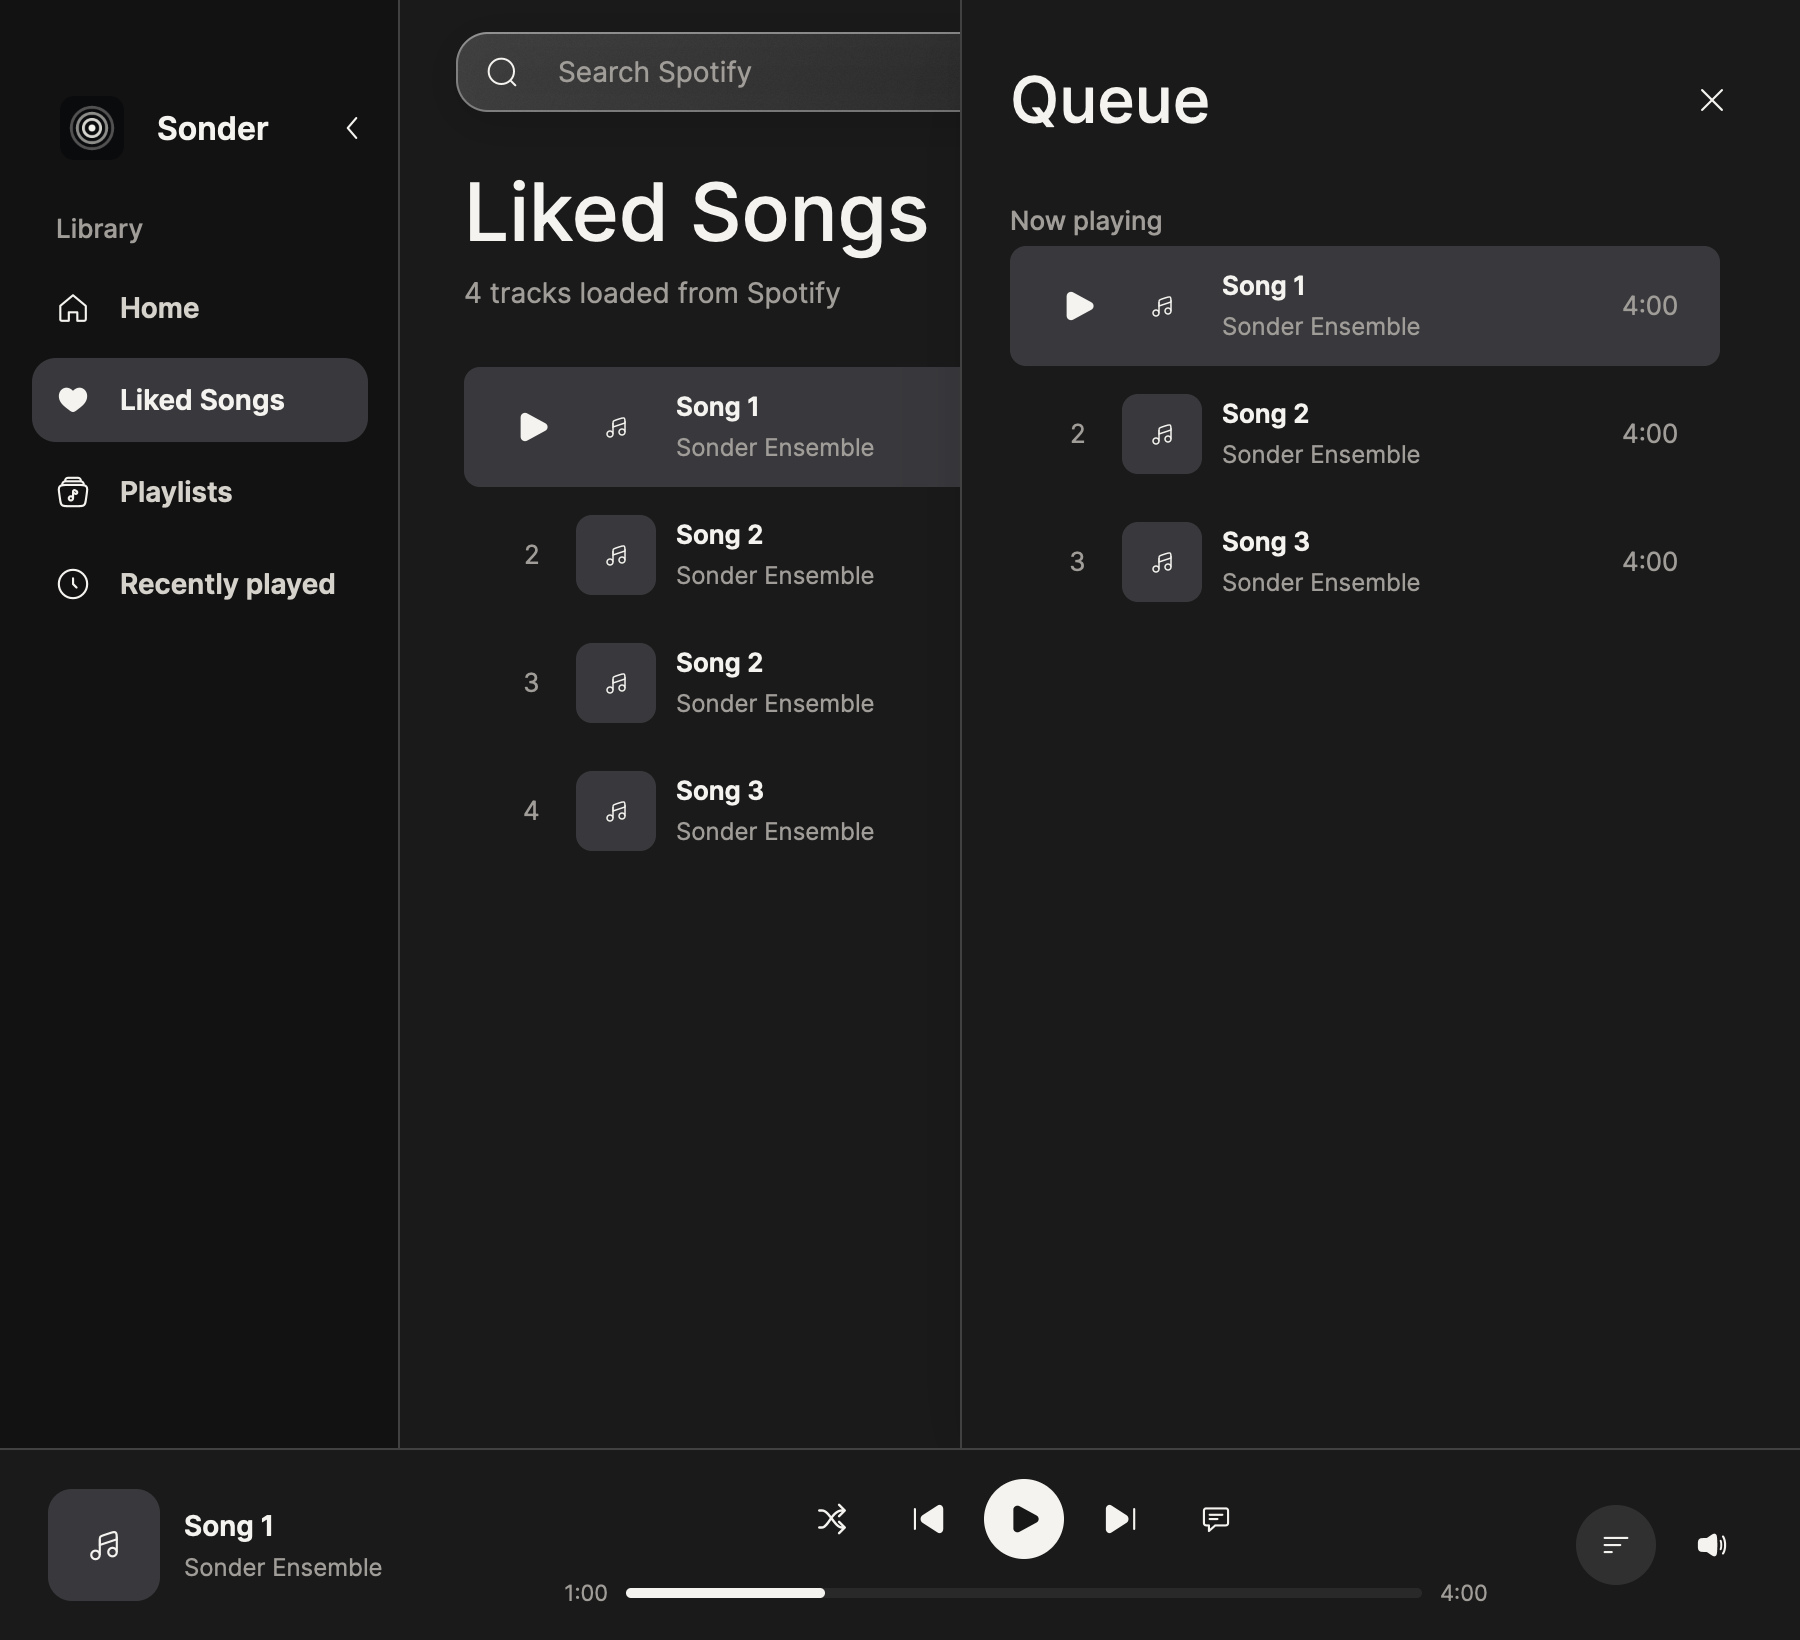 Sonder
Library
Home
Liked Songs
Playlists
Recently played
Search Spotify
Liked Songs
4 tracks loaded from Spotify
Song 1
Sonder Ensemble
2
Song 2
Sonder Ensemble
3
Song 2
Sonder Ensemble
4
Song 3
Sonder Ensemble
Queue
Now playing
Song 1
Sonder Ensemble
4:00
2
Song 2
Sonder Ensemble
4:00
3
Song 3
Sonder Ensemble
4:00
Song 1
Sonder Ensemble
1:00
4:00